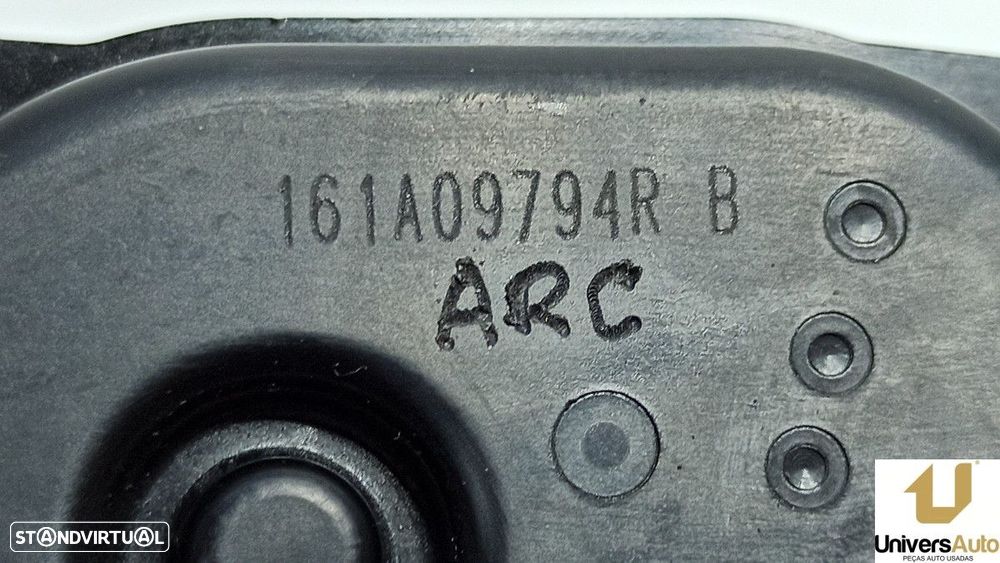 161A09794R B
ARC
STANDVIRTUAL
UniversAuto
PEÇAS AUTO USADAS